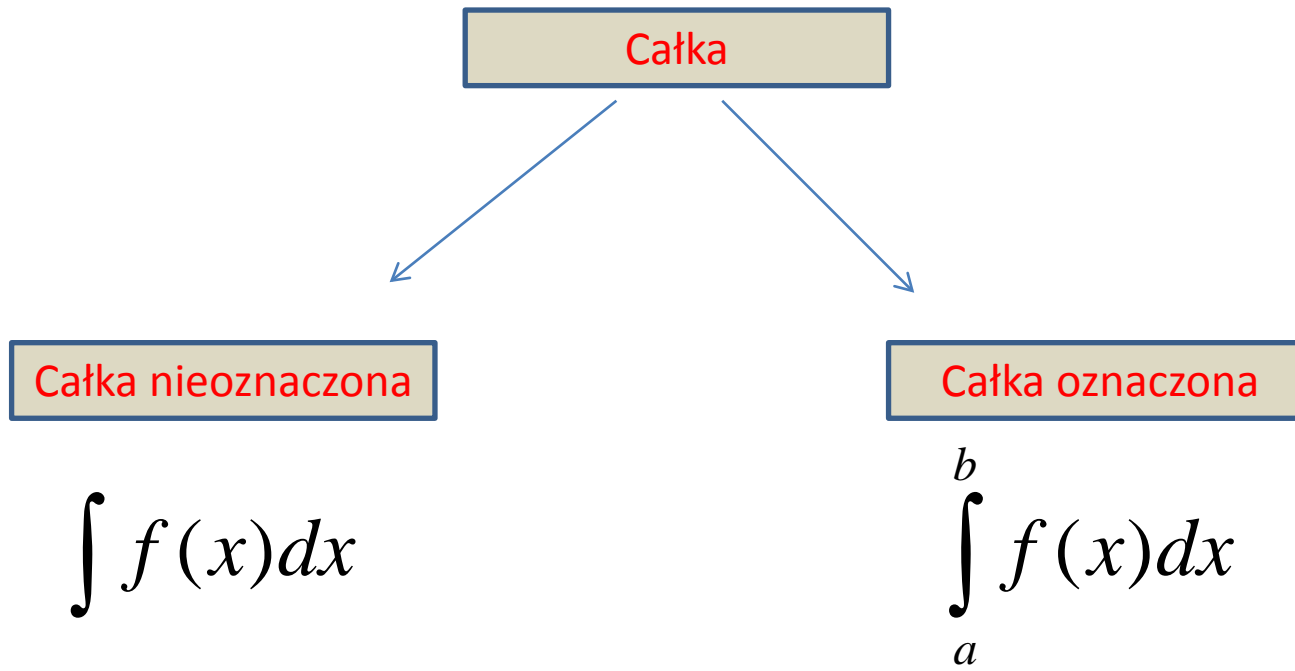 Całka
Całka nieoznaczona
∫ f(x)dx
Całka oznaczona
b
∫ f(x)dx
a